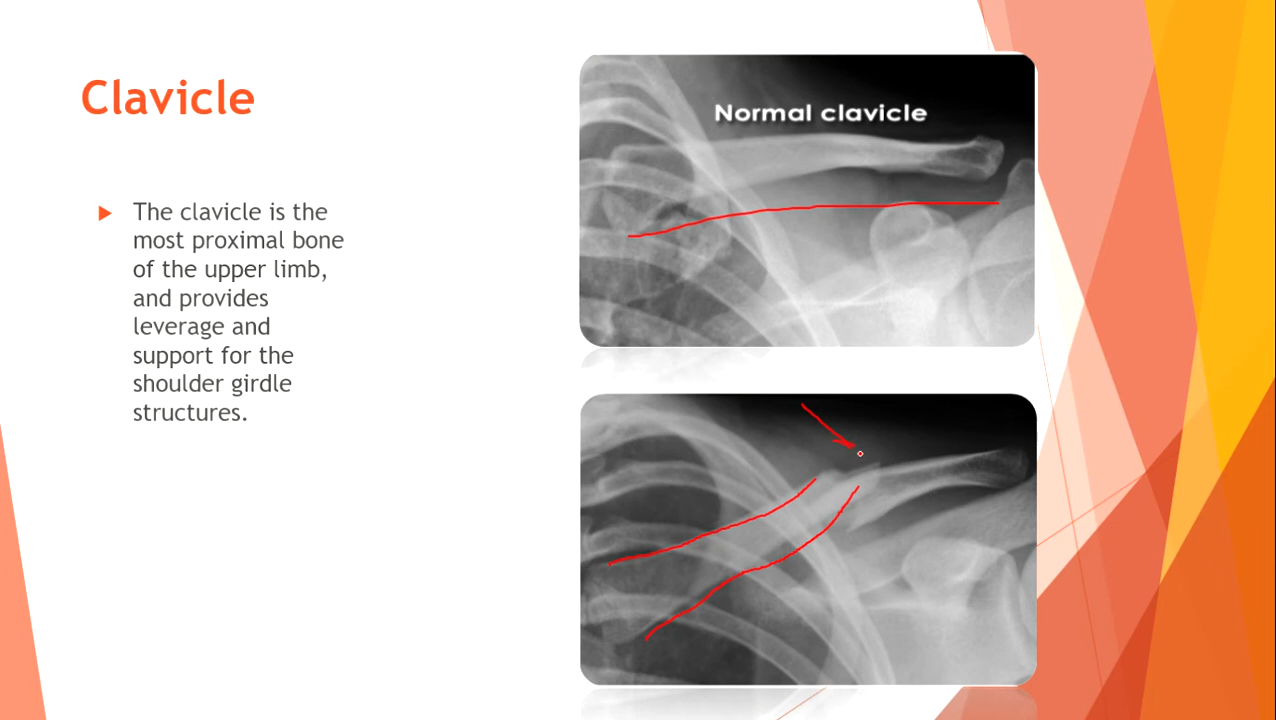 Clavicle
The clavicle is the
most proximal bone
of the upper limb,
and provides
leverage and
support for the
shoulder girdle
structures.
Normal clavicle